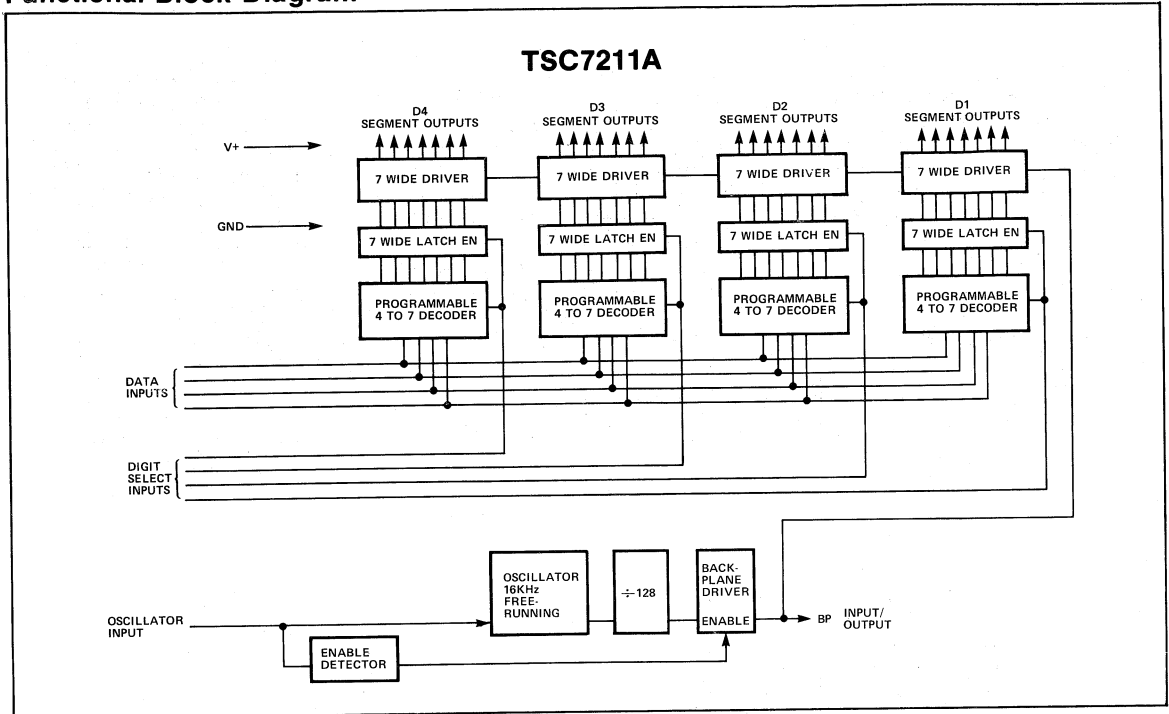 Functional Block Diagram
TSC7211A
D4
SEGMENT OUTPUTS
D3
SEGMENT OUTPUTS
D2
SEGMENT OUTPUTS
D1
SEGMENT OUTPUTS
V+
7 WIDE DRIVER
7 WIDE DRIVER
7 WIDE DRIVER
7 WIDE DRIVER
GND
7 WIDE LATCH EN
7 WIDE LATCH EN
7 WIDE LATCH EN
7 WIDE LATCH EN
PROGRAMMABLE
4 TO 7 DECODER
PROGRAMMABLE
4 TO 7 DECODER
PROGRAMMABLE
4 TO 7 DECODER
PROGRAMMABLE
4 TO 7 DECODER
DATA
INPUTS
DIGIT
SELECT
INPUTS
OSCILLATOR
INPUT
OSCILLATOR
16KHz
FREE-
RUNNING
÷128
BACK-
PLANE
DRIVER
ENABLE
BP INPUT/
OUTPUT
ENABLE
DETECTOR